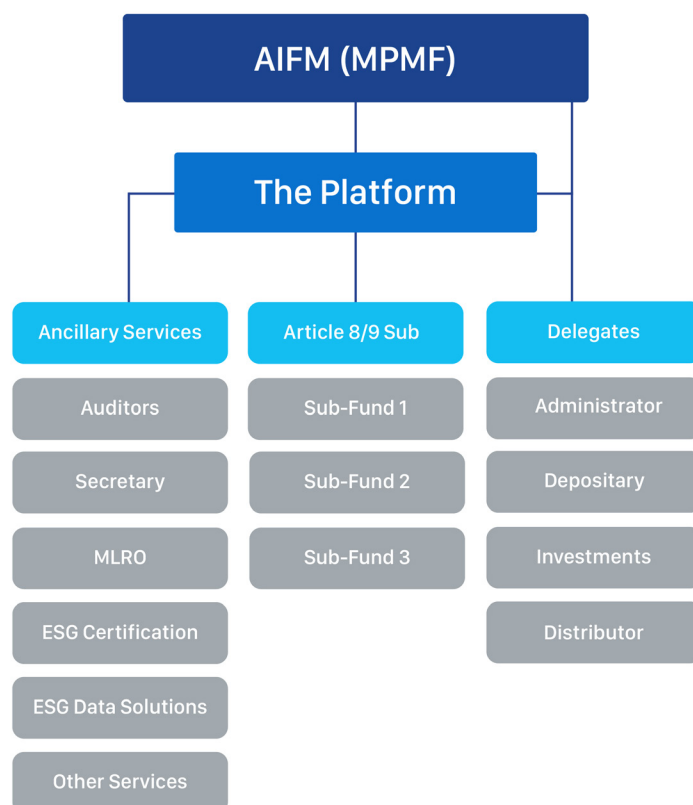 AIFM (MPMF)
The Platform
Ancillary Services
Auditors
Secretary
MLRO
ESG Certification
ESG Data Solutions
Other Services
Article 8/9 Sub
Sub-Fund 1
Sub-Fund 2
Sub-Fund 3
Delegates
Administrator
Depositary
Investments
Distributor